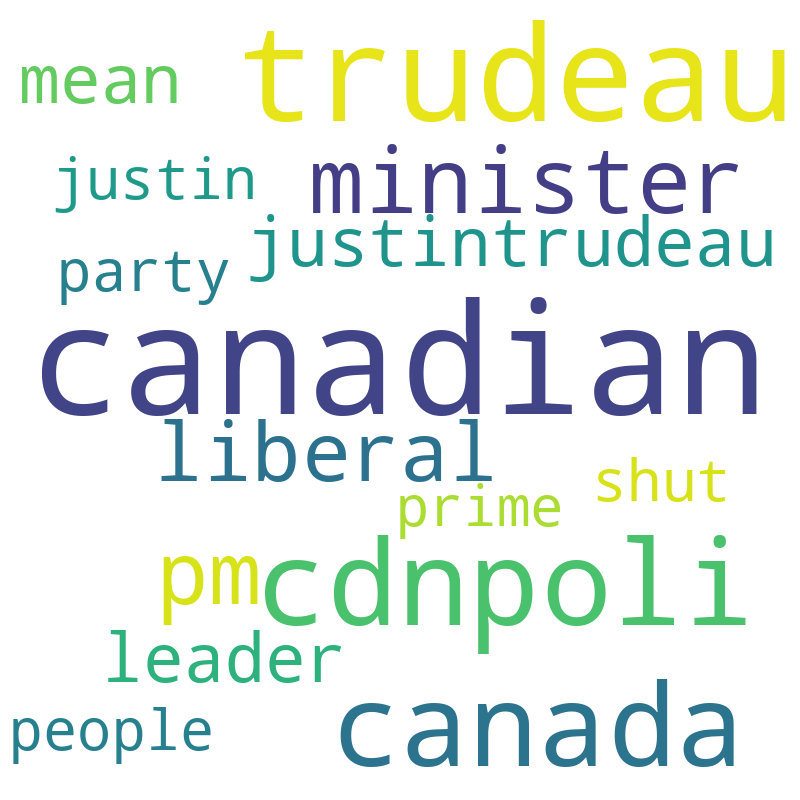 mean trudeau
justin minister
party justintrudeau
canadian
liberal shut
prime
pm cdnpoli
leader
people canada